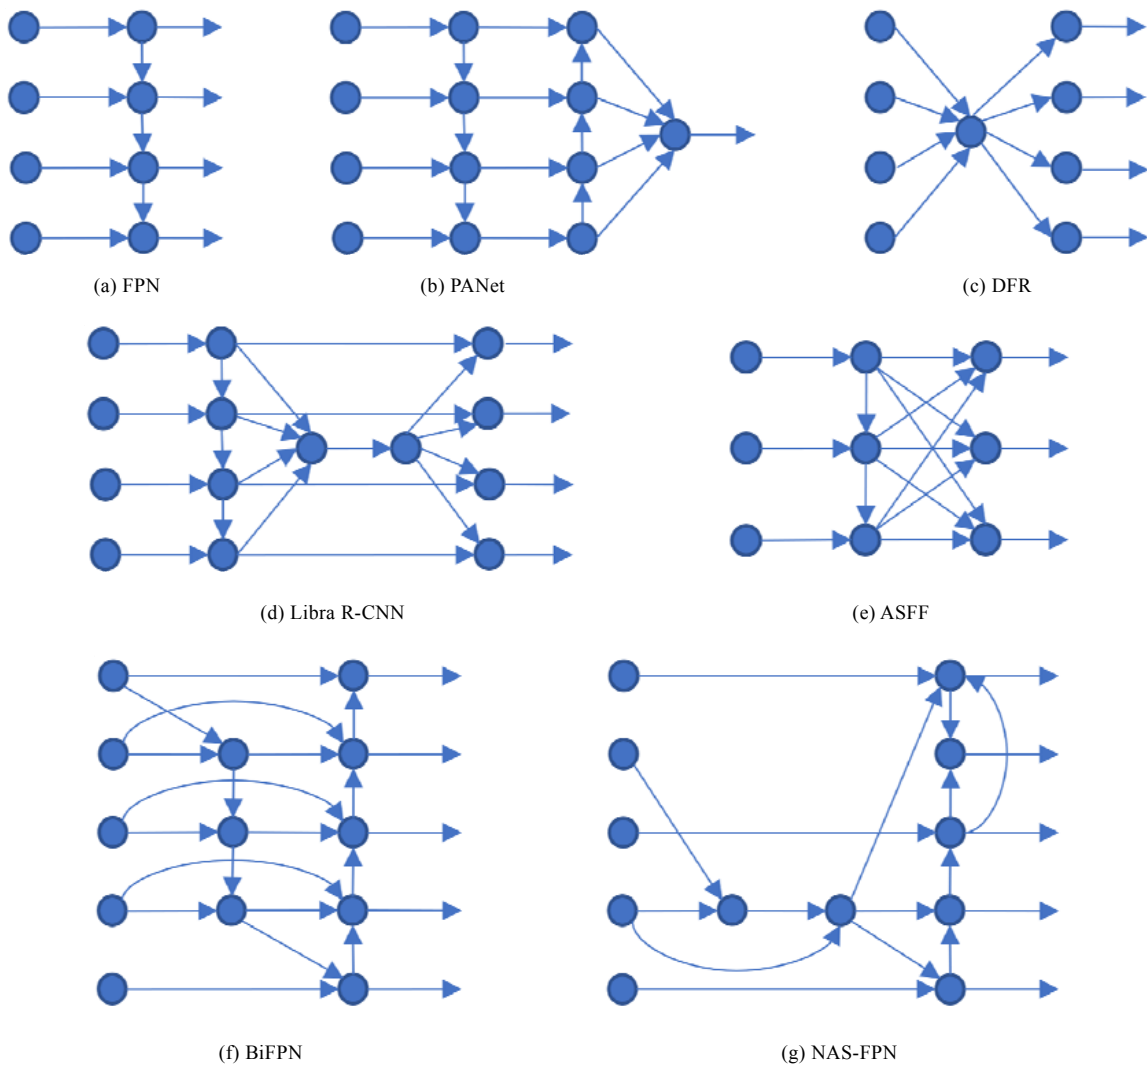 (a) FPN
(b) PANet
(c) DFR
(d) Libra R-CNN
(e) ASFF
(f) BiFPN
(g) NAS-FPN